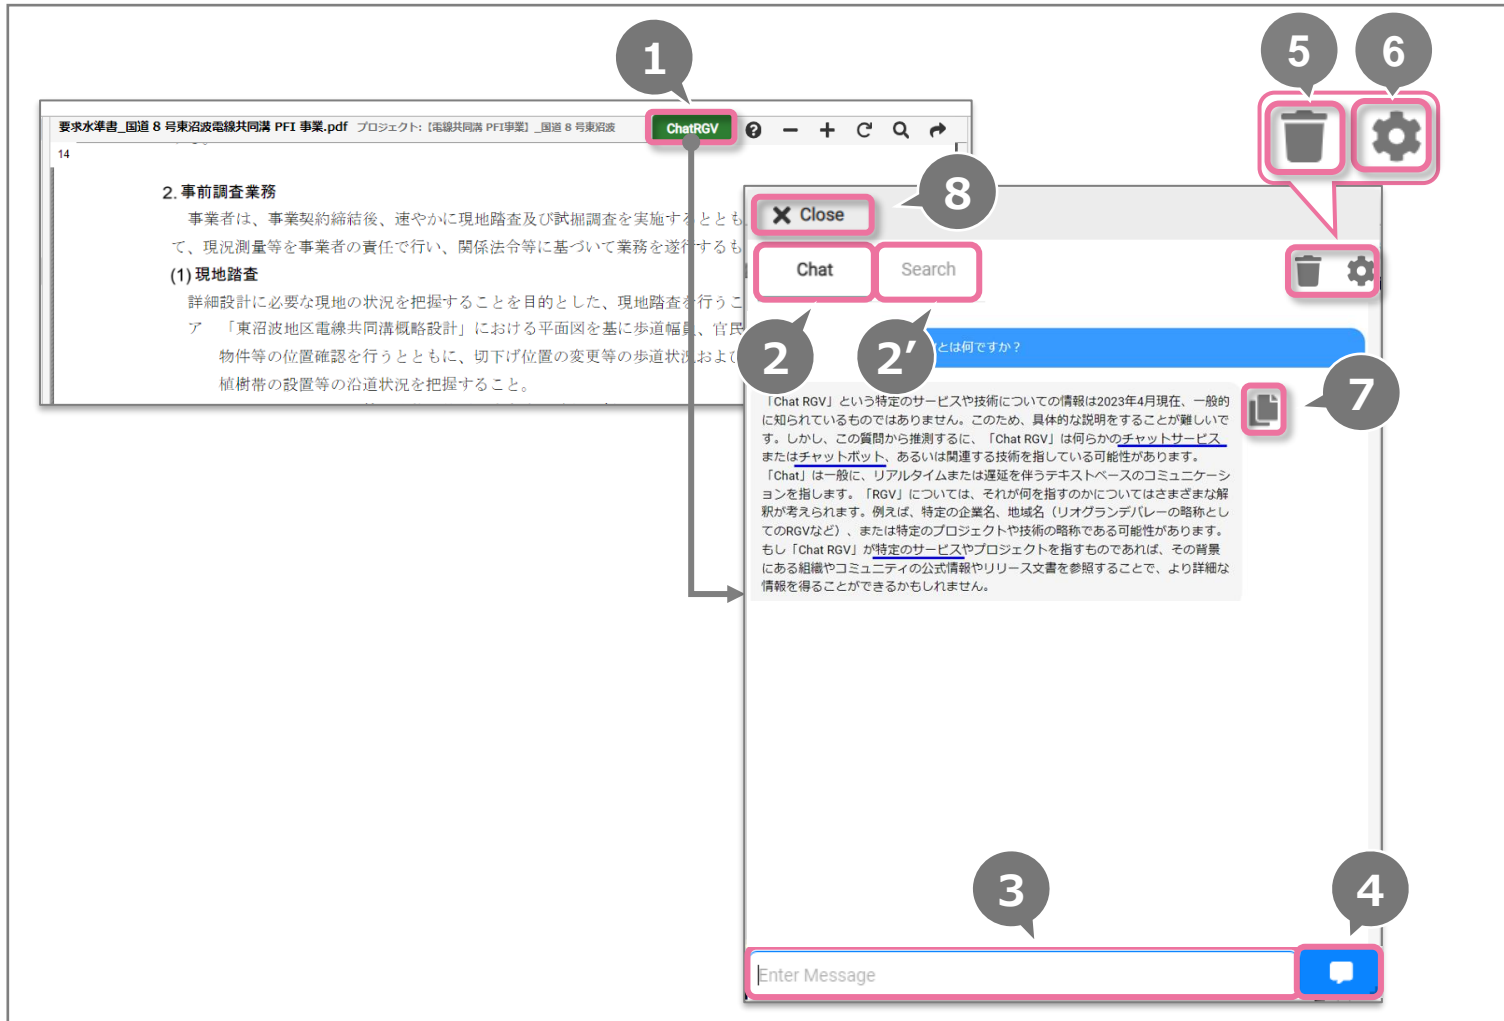 1
5
6
要求水準書_国道 8 号東沼波電線共同溝 PFI 事業.pdf プロジェクト:【電線共同溝 PFI事業】_国道 8 号東沼波
ChatRGV
14
2. 事前調査業務
事業者は、事業契約締結後、速やかに現地踏査及び試掘調査を実施するととも
て、現況測量等を事業者の責任で行い、関係法令等に基づいて業務を遂行するも
(1) 現地踏査
詳細設計に必要な現地の状況を把握することを目的とした、現地踏査を行うこ
ア 「東沼波地区電線共同溝概略設計」における平面図を基に歩道幅員、官民
物件等の位置確認を行うとともに、切下げ位置の変更等の歩道状況およ
植樹帯の設置等の沿道状況を把握すること。
8
Close
Chat
Search
2
2′
とは何ですか？
7
「Chat RGV」という特定のサービスや技術についての情報は2023年4月現在、一般的
に知られているものではありません。このため、具体的な説明をすることが難しいで
す。しかし、この質問から推測するに、「Chat RGV」は何らかのチャットサービス
またはチャットボット、あるいは関連する技術を指している可能性があります。
「Chat」は一般に、リアルタイムまたは遅延を伴うテキストベースのコミュニケーシ
ョンを指します。「RGV」については、それが何を指すのかについてはさまざまな解
釈が考えられます。例えば、特定の企業名、地域名（リオグランデバレーの略称とし
てのRGVなど）、または特定のプロジェクトや技術の略称である可能性があります。
もし「Chat RGV」が特定のサービスやプロジェクトを指すものであれば、その背景
にある組織やコミュニティの公式情報やリリース文書を参照することで、より詳細な
情報を得ることができるかもしれません。
3
4
Enter Message